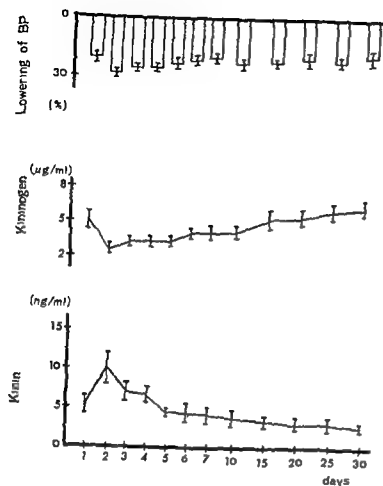 Lowering of BP
(%)
0
30
Kininogen
(µg/ml)
8
5
2
Kinin
(ng/ml)
15
10
5
0
1 2 3 4 5 6 7 10 15 20 25 30
days